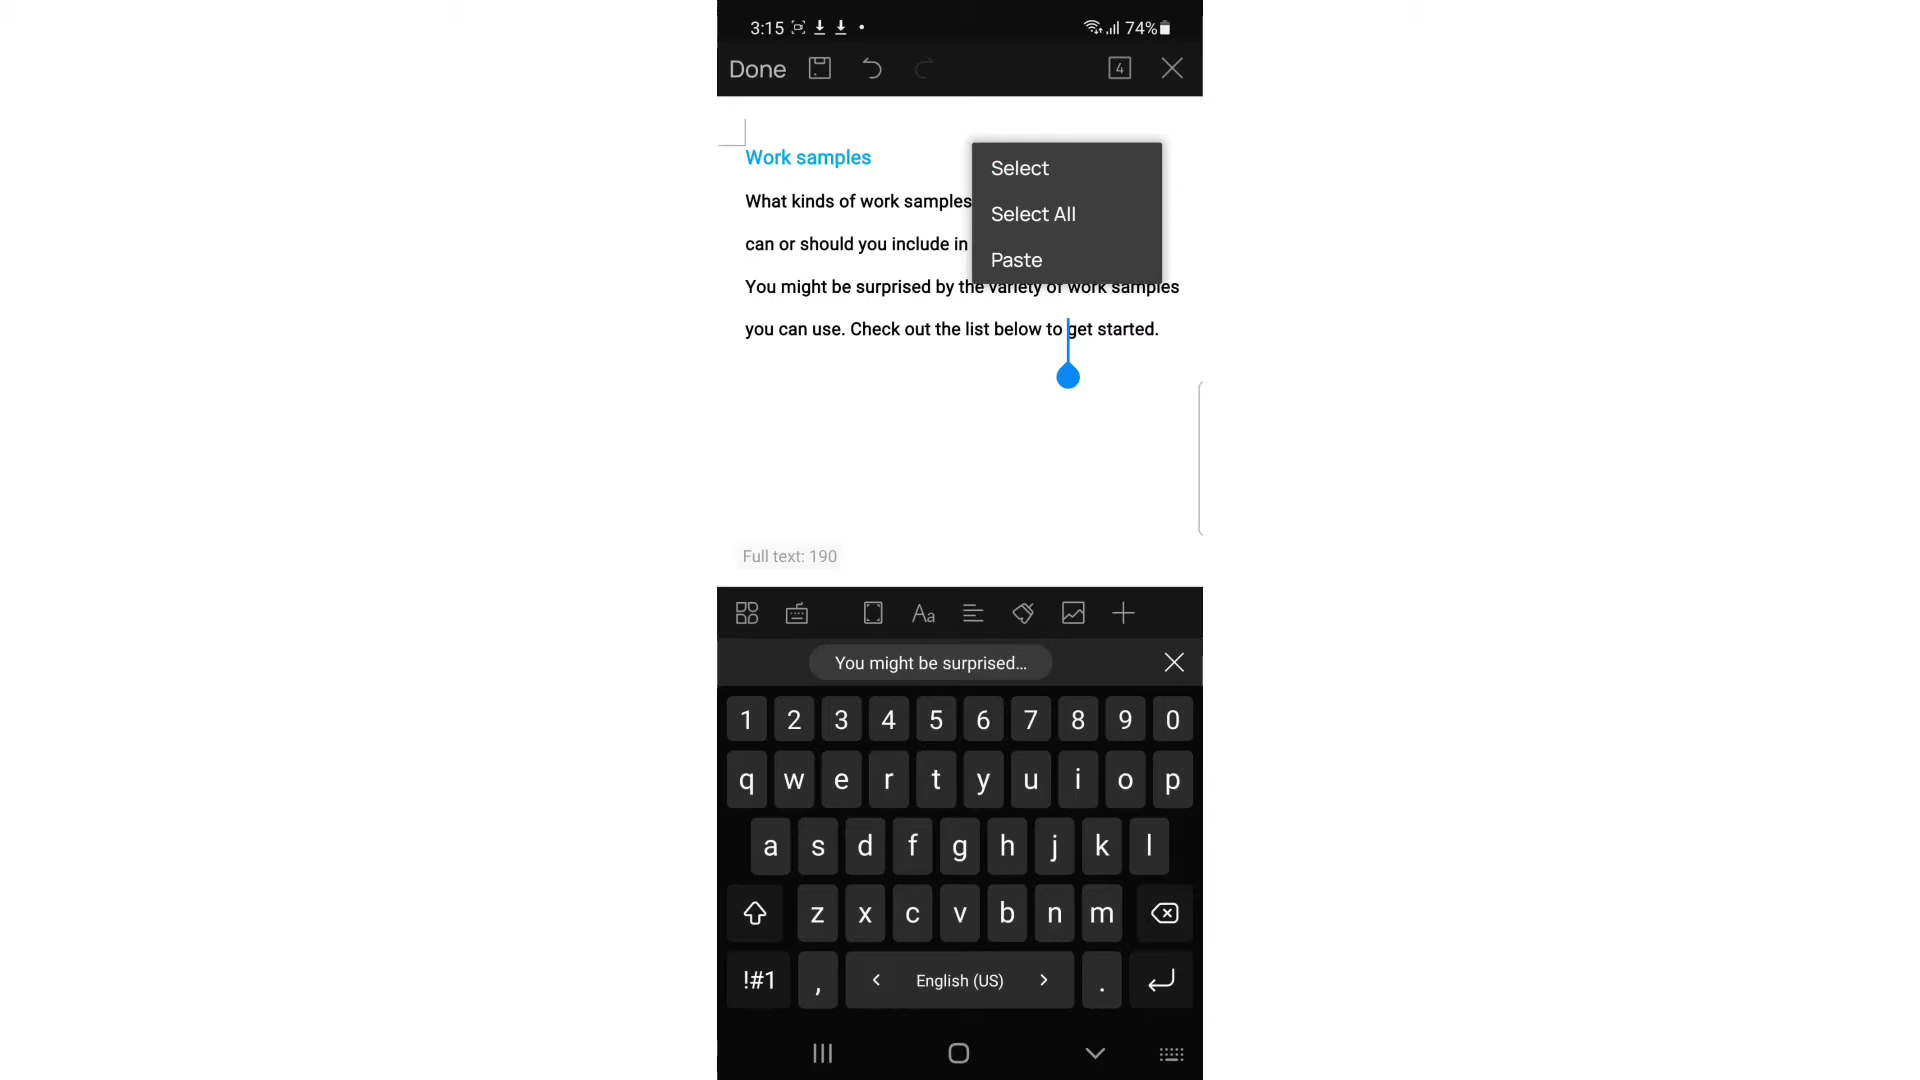 3:15
74%
Done
4
Work samples
What kinds of work samples
can or should you include in
You might be surprised by the variety of work samples
you can use. Check out the list below to get started.
Select
Select All
Paste
Full text: 190
Aa
You might be surprised...
1 2 3 4 5 6 7 8 9 0
q w e r t y u i o p
a s d f g h j k l
z x c v b n m
!#1 , < English (US) > .